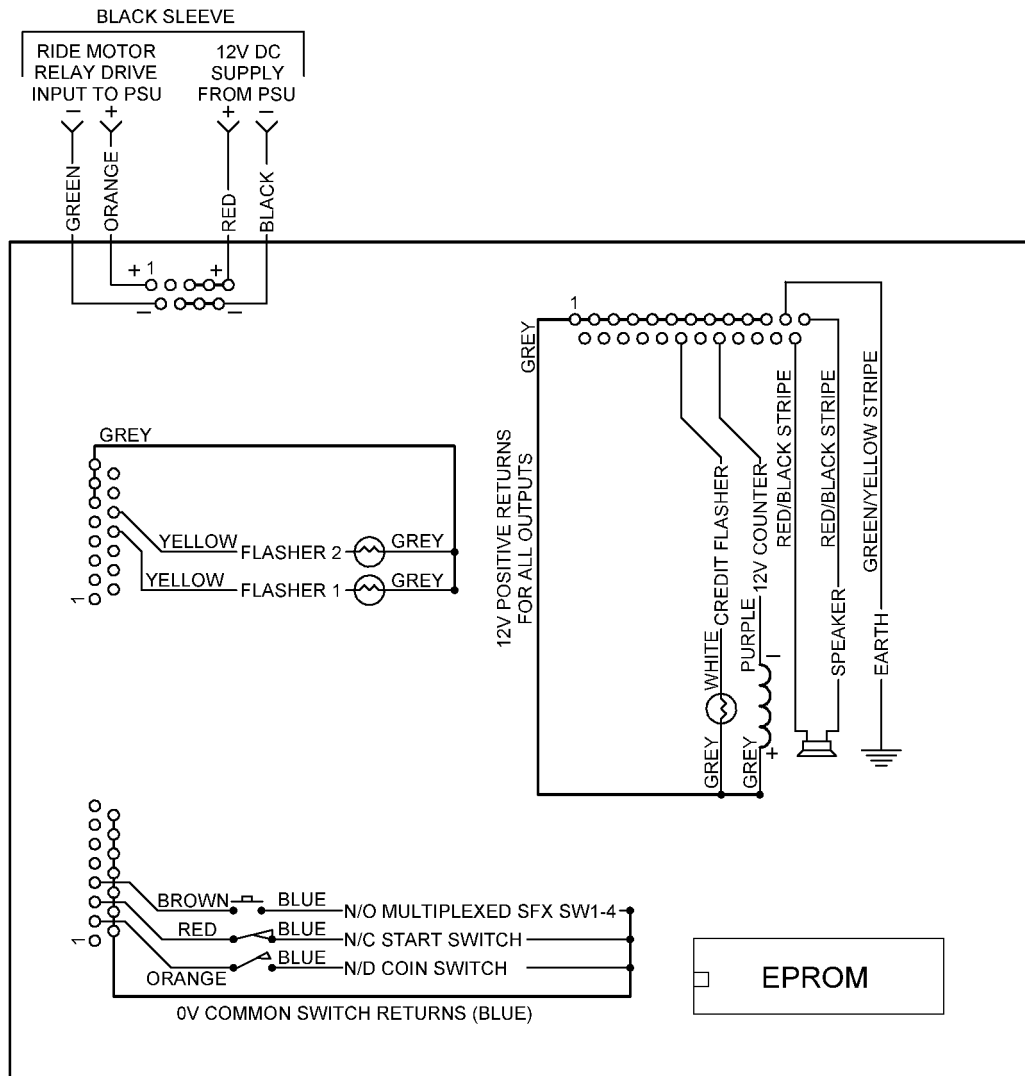 BLACK SLEEVE
RIDE MOTOR
RELAY DRIVE
INPUT TO PSU
12V DC
SUPPLY
FROM PSU
– +
+ –
GREEN
ORANGE
RED
BLACK
+ 1
+
–
–
GREY
1
YELLOW FLASHER 2 GREY
YELLOW FLASHER 1 GREY
1
GREY
12V POSITIVE RETURNS
FOR ALL OUTPUTS
CREDIT FLASHER
WHITE
GREY
12V COUNTER
PURPLE
–
+
GREY
RED/BLACK STRIPE
RED/BLACK STRIPE
SPEAKER
GREEN/YELLOW STRIPE
EARTH
BROWN BLUE N/O MULTIPLEXED SFX SW1-4
RED BLUE N/C START SWITCH
ORANGE BLUE N/D COIN SWITCH
1
0V COMMON SWITCH RETURNS (BLUE)
EPROM